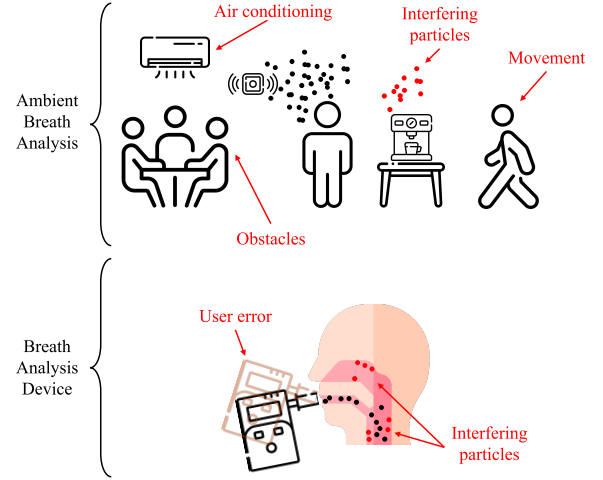 Air conditioning
Interfering
particles
Movement
Ambient
Breath
Analysis
Obstacles
User error
Breath
Analysis
Device
Interfering
particles